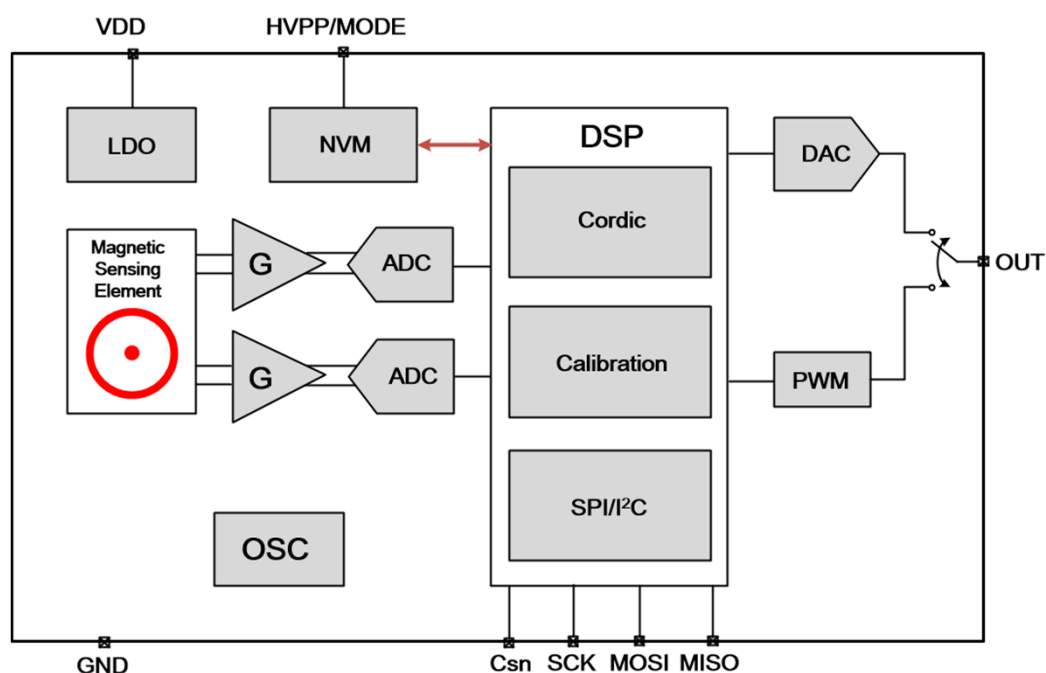 VDD
HVPP/MODE
LDO
NVM
DSP
DAC
Cordic
Magnetic
Sensing
Element
G
ADC
OUT
G
ADC
Calibration
PWM
SPI/I²C
OSC
GND
Csn
SCK
MOSI
MISO